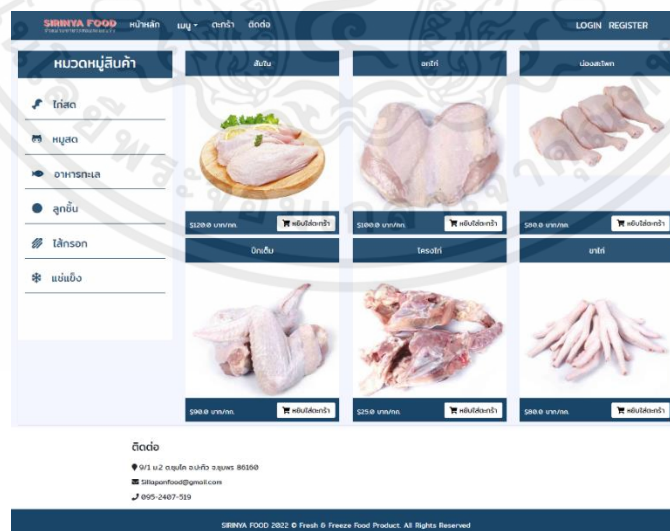 SIRINYA FOOD หน้าหลัก เมนู ตะกร้า ติดต่อ LOGIN REGISTER
หมวดหมู่สินค้า
ไก่สด
หมูสด
อาหารทะเล
ลูกชิ้น
ไส้กรอก
แช่แข็ง
สันใน อกไก่ น่องสะโพก
$120.0 บาท/กก. หยิบใส่ตะกร้า $100.0 บาท/กก. หยิบใส่ตะกร้า $80.0 บาท/กก. หยิบใส่ตะกร้า
ปีกเต็ม โครงไก่ ขาไก่
$90.0 บาท/กก. หยิบใส่ตะกร้า $25.0 บาท/กก. หยิบใส่ตะกร้า $80.0 บาท/กก. หยิบใส่ตะกร้า
ติดต่อ
9/1 ม.2 ต.ขุนโค อ.ปะทิว จ.ชุมพร 86160
Sillaponfood@gmail.com
095-2407-519
SIRINYA FOOD 2022 © Fresh & Freeze Food Product. All Rights Reserved